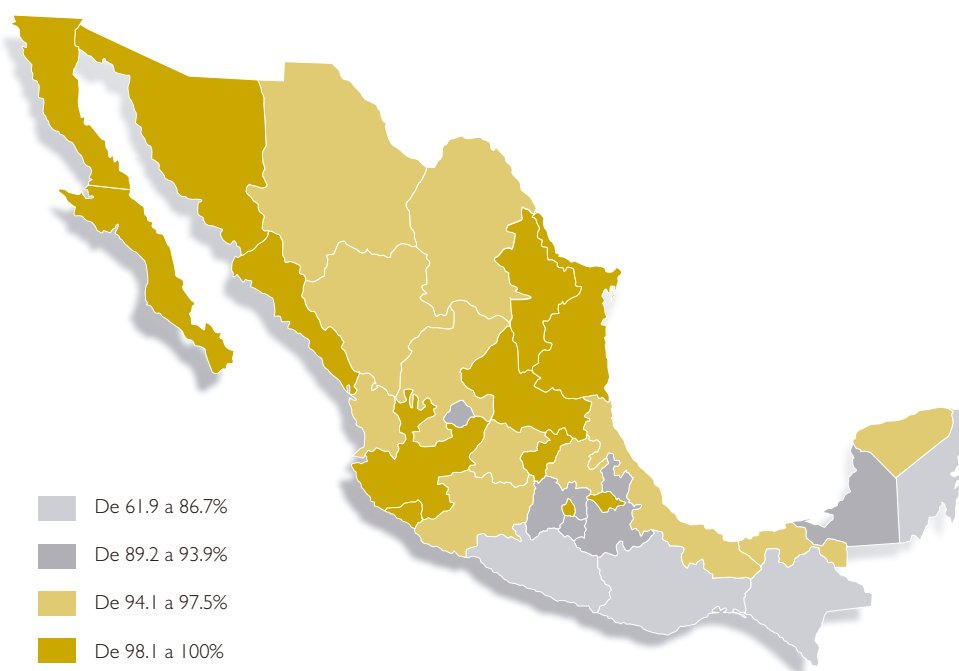 De 61.9 a 86.7%
De 89.2 a 93.9%
De 94.1 a 97.5%
De 98.1 a 100%